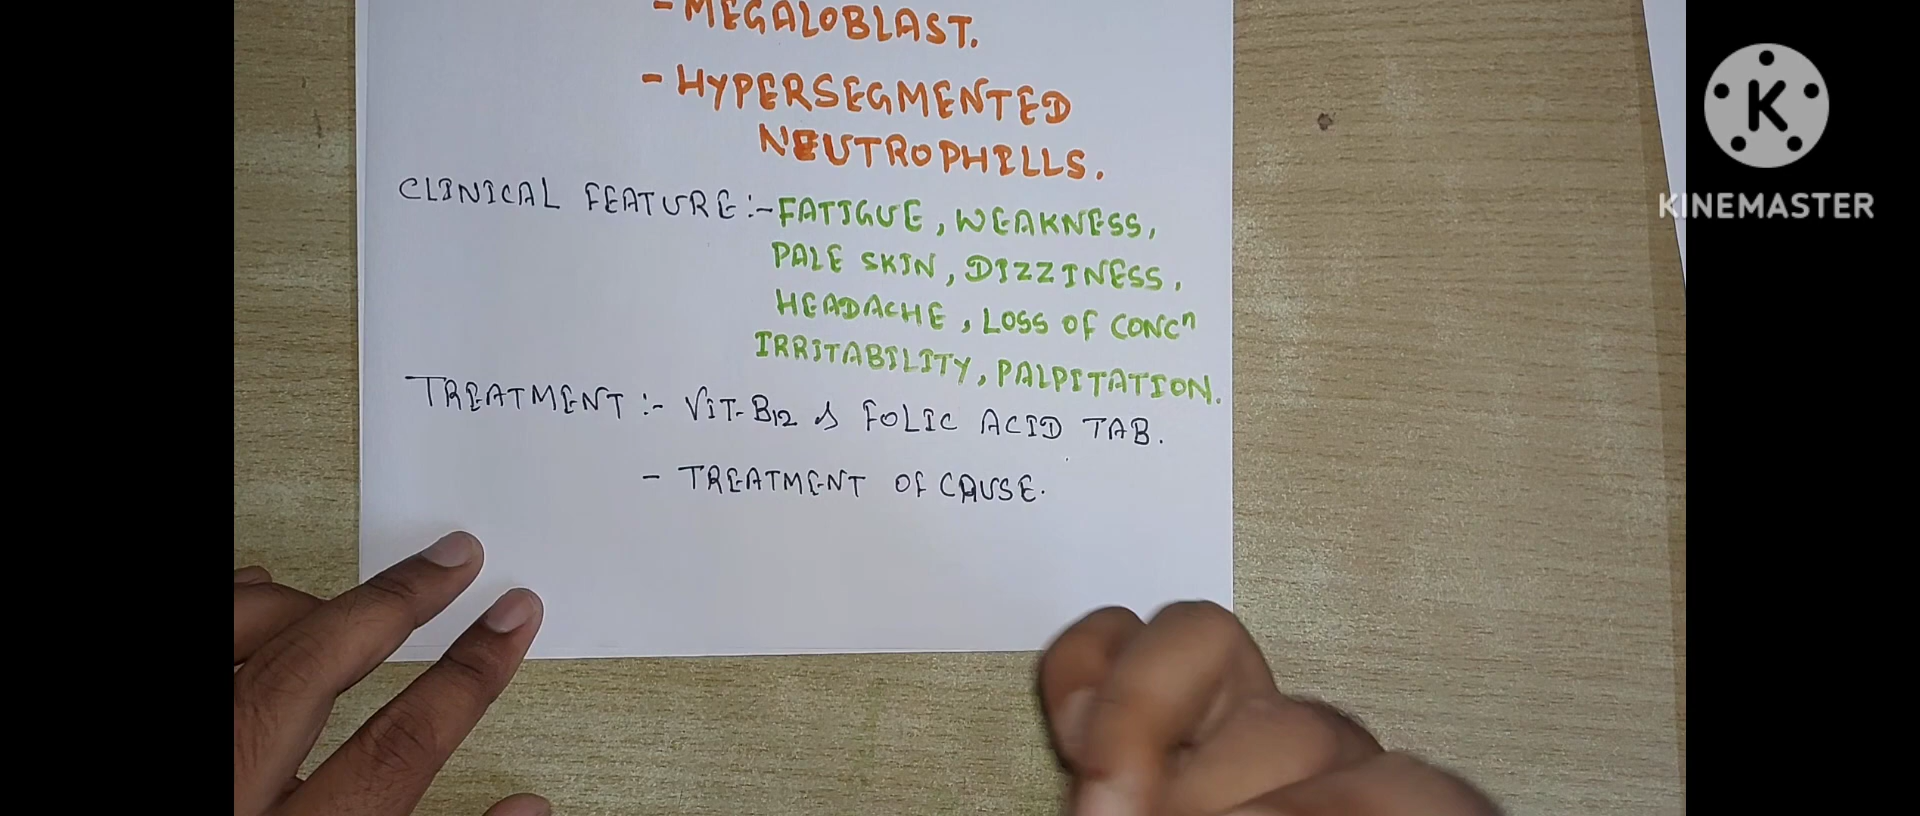 - MEGALOBLAST.
- HYPERSEGMENTED
NEUTROPHILLS.
CLINICAL FEATURE :- FATIGUE, WEAKNESS,
PALE SKIN, DIZZINESS,
HEADACHE, LOSS OF CONCⁿ
IRRITABILITY, PALPITATION.
TREATMENT :- VIT-B12 & FOLIC ACID TAB.
- TREATMENT OF CAUSE.
K
KINEMASTER